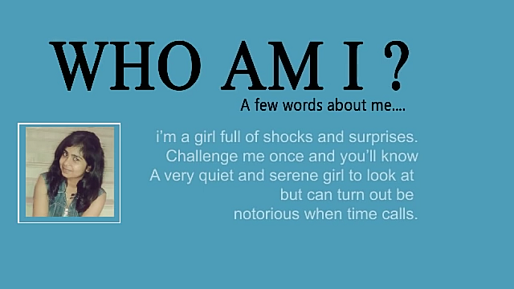 WHO AM I ?
A few words about me....
i'm a girl full of shocks and surprises.
Challenge me once and you'll know
A very quiet and serene girl to look at
but can turn out be
notorious when time calls.